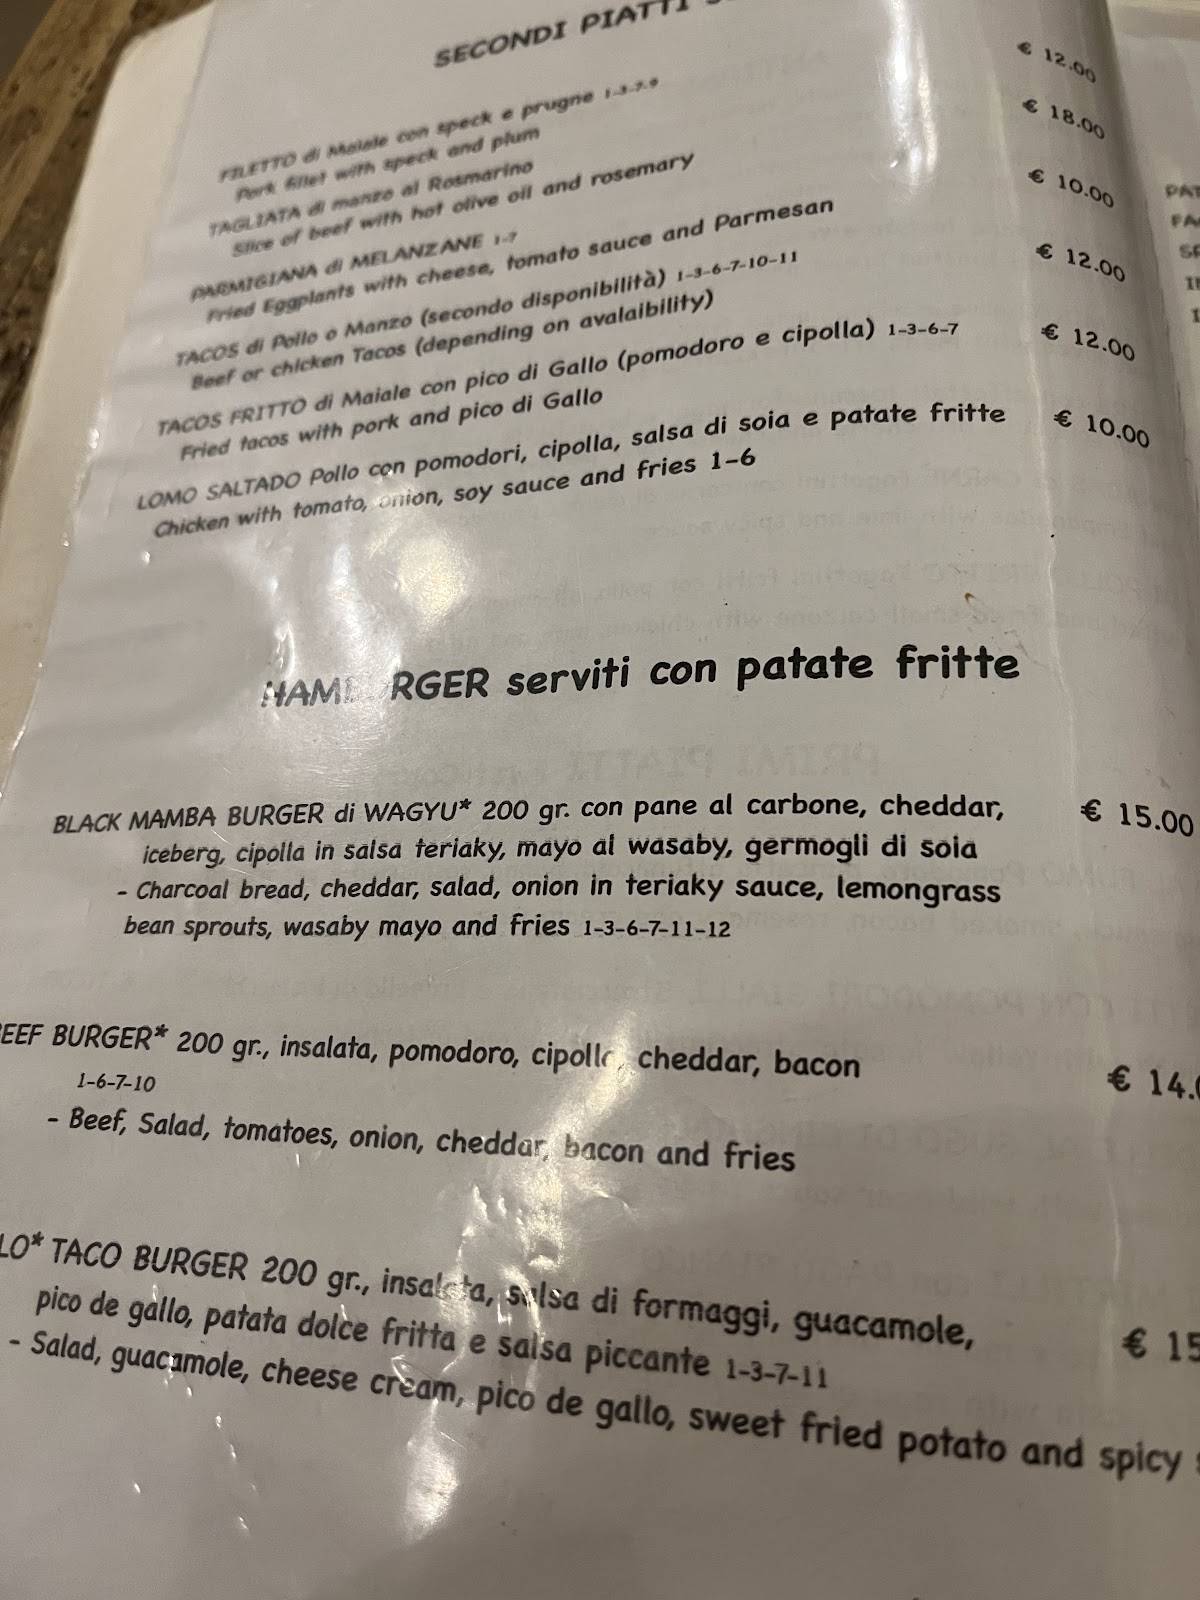 SECONDI PIATTI
FILETTO di Maiale con speck e prugne 1-3-7-9 € 12.00
Pork fillet with speck and plum
TAGLIATA di manzo al Rosmarino € 18.00
Slice of beef with hot olive oil and rosemary
PARMIGIANA di MELANZANE 1-7 € 10.00
Fried Eggplants with cheese, tomato sauce and Parmesan
TACOS di Pollo o Manzo (secondo disponibilità) 1-3-6-7-10-11 € 12.00
Beef or chicken Tacos (depending on avalaibility)
TACOS FRITTO di Maiale con pico di Gallo (pomodoro e cipolla) 1-3-6-7 € 12.00
Fried tacos with pork and pico di Gallo
LOMO SALTADO Pollo con pomodori, cipolla, salsa di soia e patate fritte € 10.00
Chicken with tomato, onion, soy sauce and fries 1-6
HAMBURGER serviti con patate fritte
BLACK MAMBA BURGER di WAGYU* 200 gr. con pane al carbone, cheddar, € 15.00
iceberg, cipolla in salsa teriaky, mayo al wasaby, germogli di soia
- Charcoal bread, cheddar, salad, onion in teriaky sauce, lemongrass
bean sprouts, wasaby mayo and fries 1-3-6-7-11-12
BEEF BURGER* 200 gr., insalata, pomodoro, cipolla, cheddar, bacon € 14.0
1-6-7-10
- Beef, Salad, tomatoes, onion, cheddar, bacon and fries
LO* TACO BURGER 200 gr., insalata, salsa di formaggi, guacamole, € 15
pico de gallo, patata dolce fritta e salsa piccante 1-3-7-11
- Salad, guacamole, cheese cream, pico de gallo, sweet fried potato and spicy